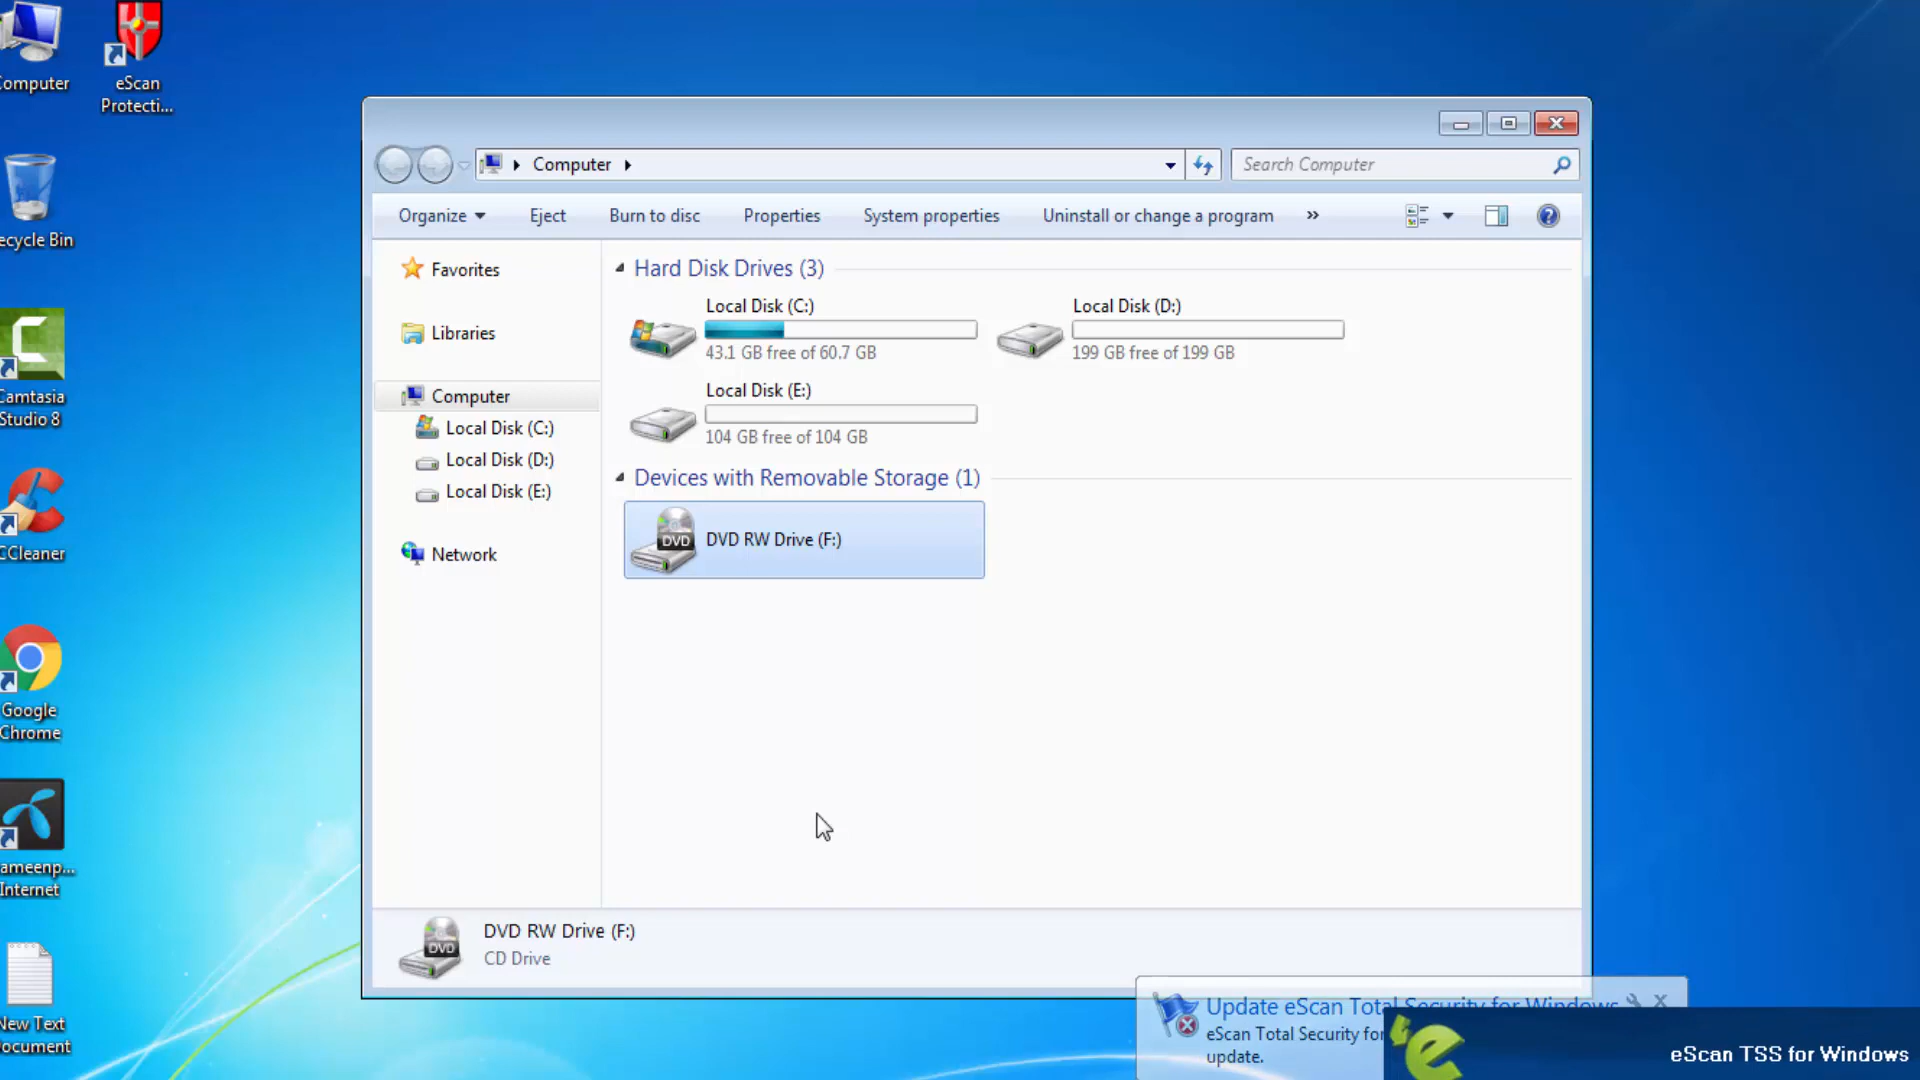 Computer
eScan
Protecti...
ecycle Bin
Camtasia
Studio 8
CCleaner
Google
Chrome
ameenp...
Internet
New Text
ocument
Computer
Search Computer
Organize
Eject
Burn to disc
Properties
System properties
Uninstall or change a program
»
Favorites
Libraries
Computer
Local Disk (C:)
Local Disk (D:)
Local Disk (E:)
Network
Hard Disk Drives (3)
Local Disk (C:)
43.1 GB free of 60.7 GB
Local Disk (D:)
199 GB free of 199 GB
Local Disk (E:)
104 GB free of 104 GB
Devices with Removable Storage (1)
DVD
DVD RW Drive (F:)
DVD
DVD RW Drive (F:)
CD Drive
Update eScan Total Security for Windows
eScan Total Security for
update.
eScan TSS for Windows